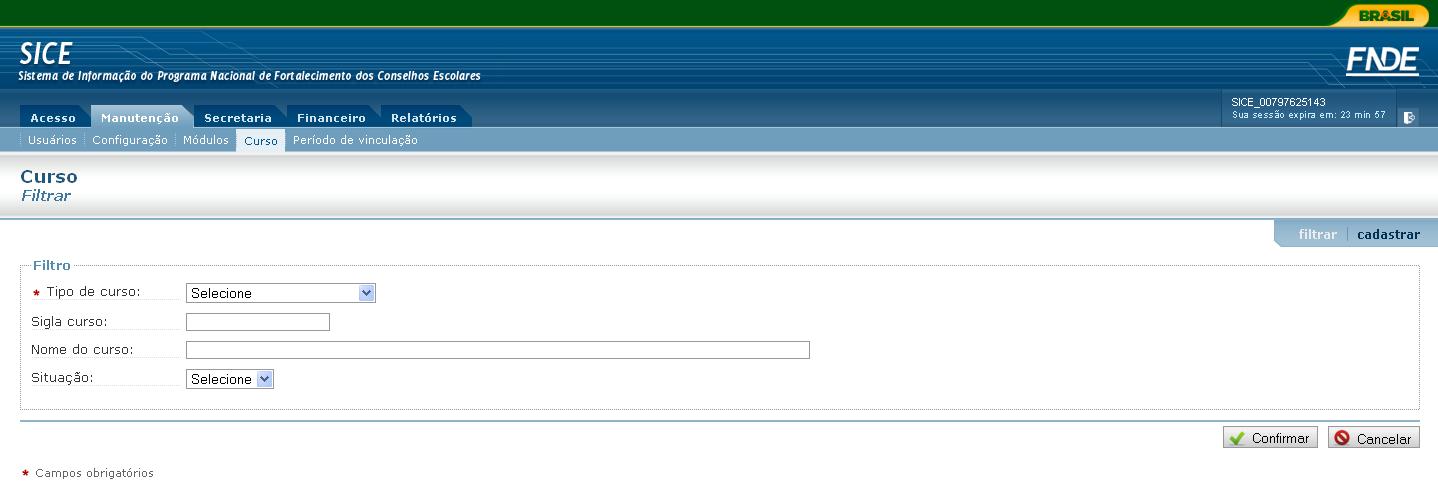 BRASIL
SICE
Sistema de Informação do Programa Nacional de Fortalecimento dos Conselhos Escolares
FNDE
Acesso Manutenção Secretaria Financeiro Relatórios
SICE_00797625143
Sua sessão expira em: 23 min 57
Usuários Configuração Módulos Curso Período de vinculação
Curso
Filtrar
filtrar cadastrar
Filtro
* Tipo de curso: Selecione
Sigla curso:
Nome do curso:
Situação: Selecione
Confirmar Cancelar
* Campos obrigatórios